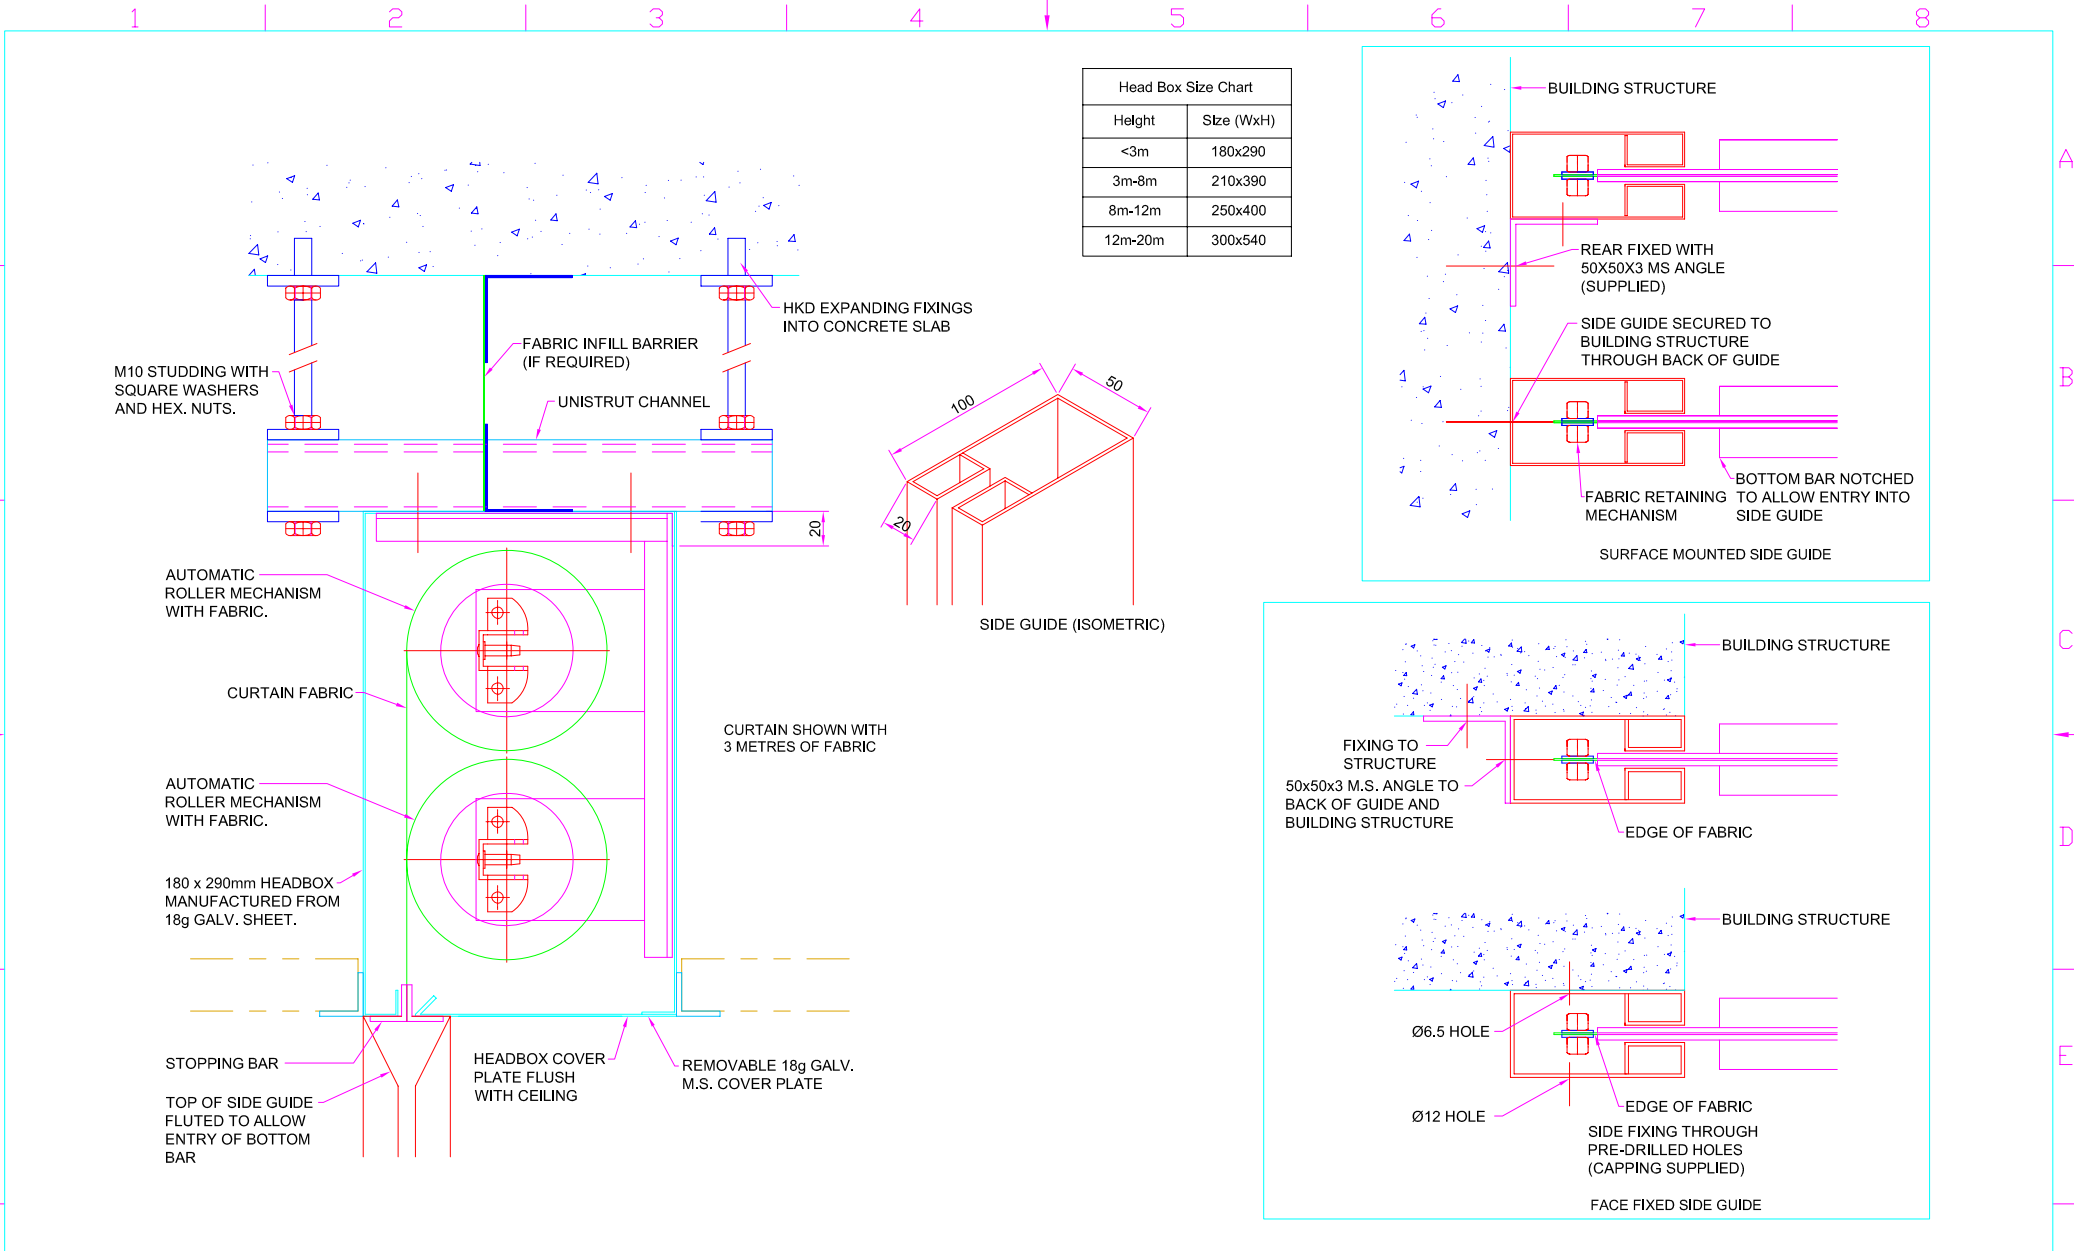 1 2 3 4 5 6 7 8
A
B
C
D
E
Head Box Size Chart
Height Size (WxH)
<3m 180x290
3m-8m 210x390
8m-12m 250x400
12m-20m 300x540
HKD EXPANDING FIXINGS
INTO CONCRETE SLAB
FABRIC INFILL BARRIER
(IF REQUIRED)
M10 STUDDING WITH
SQUARE WASHERS
AND HEX. NUTS.
UNISTRUT CHANNEL
20
AUTOMATIC
ROLLER MECHANISM
WITH FABRIC.
CURTAIN FABRIC
CURTAIN SHOWN WITH
3 METRES OF FABRIC
AUTOMATIC
ROLLER MECHANISM
WITH FABRIC.
180 x 290mm HEADBOX
MANUFACTURED FROM
18g GALV. SHEET.
STOPPING BAR
TOP OF SIDE GUIDE
FLUTED TO ALLOW
ENTRY OF BOTTOM
BAR
HEADBOX COVER
PLATE FLUSH
WITH CEILING
REMOVABLE 18g GALV.
M.S. COVER PLATE
100
50
20
SIDE GUIDE (ISOMETRIC)
BUILDING STRUCTURE
REAR FIXED WITH
50X50X3 MS ANGLE
(SUPPLIED)
SIDE GUIDE SECURED TO
BUILDING STRUCTURE
THROUGH BACK OF GUIDE
FABRIC RETAINING
MECHANISM
BOTTOM BAR NOTCHED
TO ALLOW ENTRY INTO
SIDE GUIDE
SURFACE MOUNTED SIDE GUIDE
BUILDING STRUCTURE
FIXING TO
STRUCTURE
50x50x3 M.S. ANGLE TO
BACK OF GUIDE AND
BUILDING STRUCTURE
EDGE OF FABRIC
BUILDING STRUCTURE
Ø6.5 HOLE
Ø12 HOLE
EDGE OF FABRIC
SIDE FIXING THROUGH
PRE-DRILLED HOLES
(CAPPING SUPPLIED)
FACE FIXED SIDE GUIDE